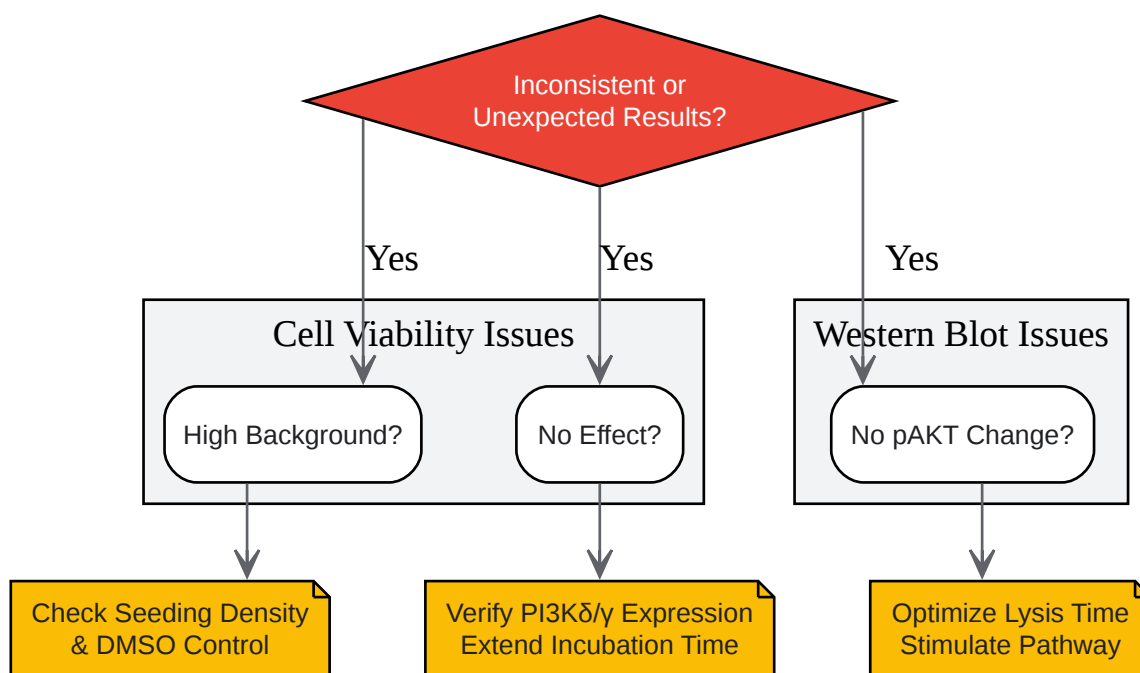 Inconsistent or
Unexpected Results?
Yes
Yes
Yes
Cell Viability Issues
Western Blot Issues
High Background?
No Effect?
No pAKT Change?
Check Seeding Density
& DMSO Control
Verify PI3Kδ/γ Expression
Extend Incubation Time
Optimize Lysis Time
Stimulate Pathway